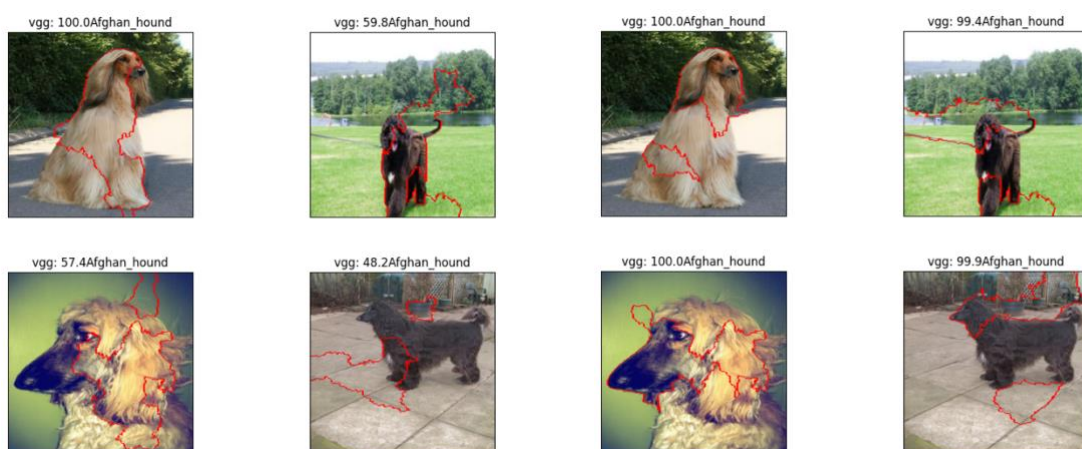 vgg: 100.0Afghan_hound
vgg: 59.8Afghan_hound
vgg: 100.0Afghan_hound
vgg: 99.4Afghan_hound
vgg: 57.4Afghan_hound
vgg: 48.2Afghan_hound
vgg: 100.0Afghan_hound
vgg: 99.9Afghan_hound